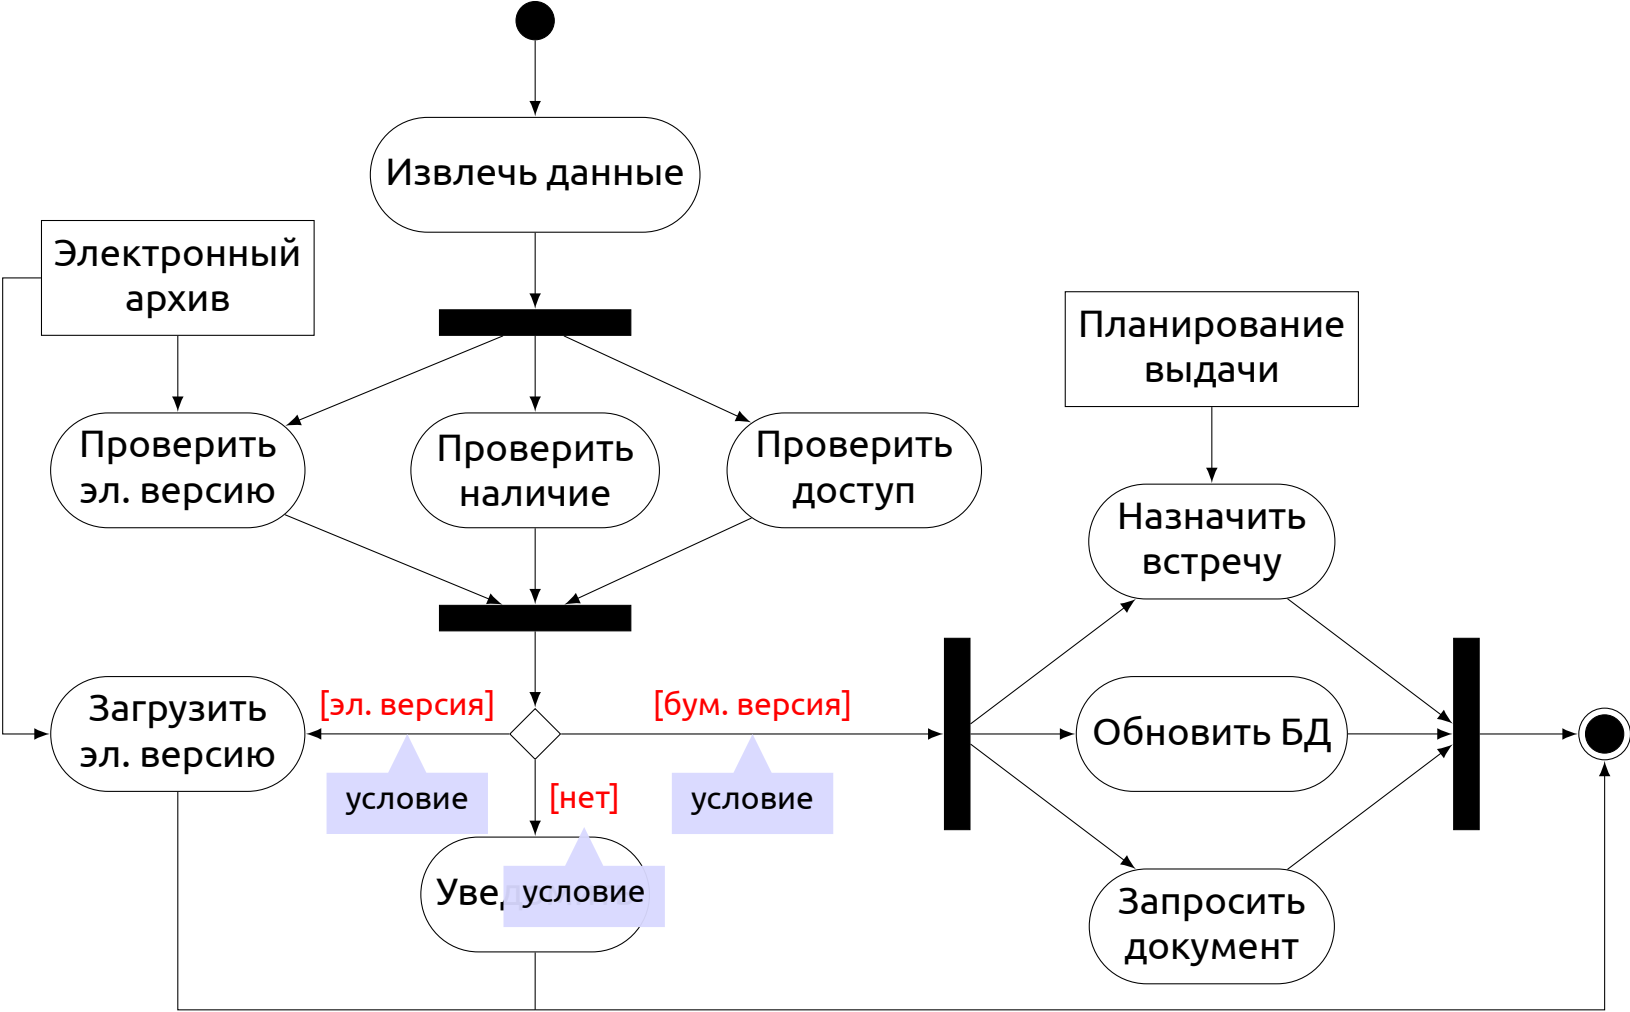 Извлечь данные
Электронный
архив
Планирование
выдачи
Проверить
эл. версию
Проверить
наличие
Проверить
доступ
Назначить
встречу
Загрузить
эл. версию
[эл. версия]
[бум. версия]
Обновить БД
условие
[нет]
условие
условие
Запросить
документ